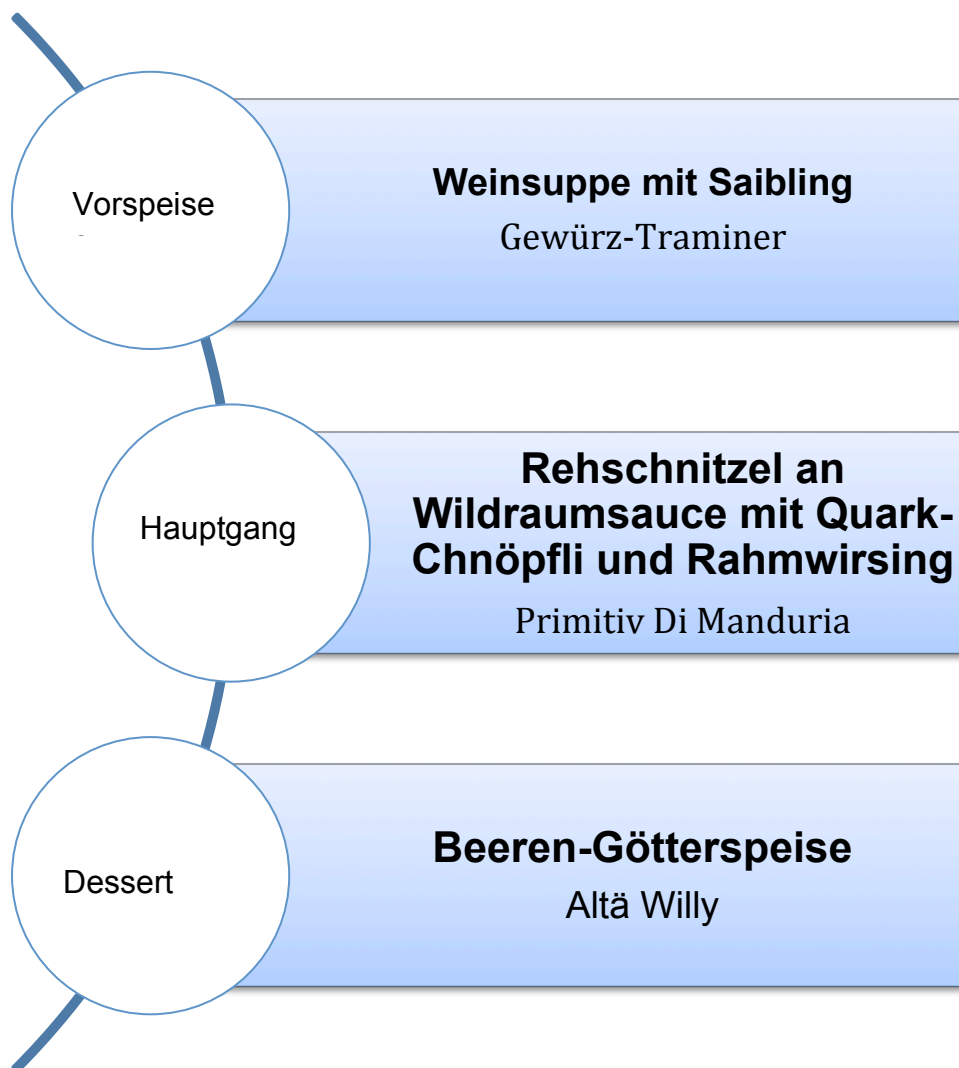 Vorspeise
Weinsuppe mit Saibling
Gewürz-Traminer
Hauptgang
Rehschnitzel an
Wildraumsauce mit Quark-
Chnöpfli und Rahmwirsing
Primitiv Di Manduria
Dessert
Beeren-Götterspeise
Altä Willy